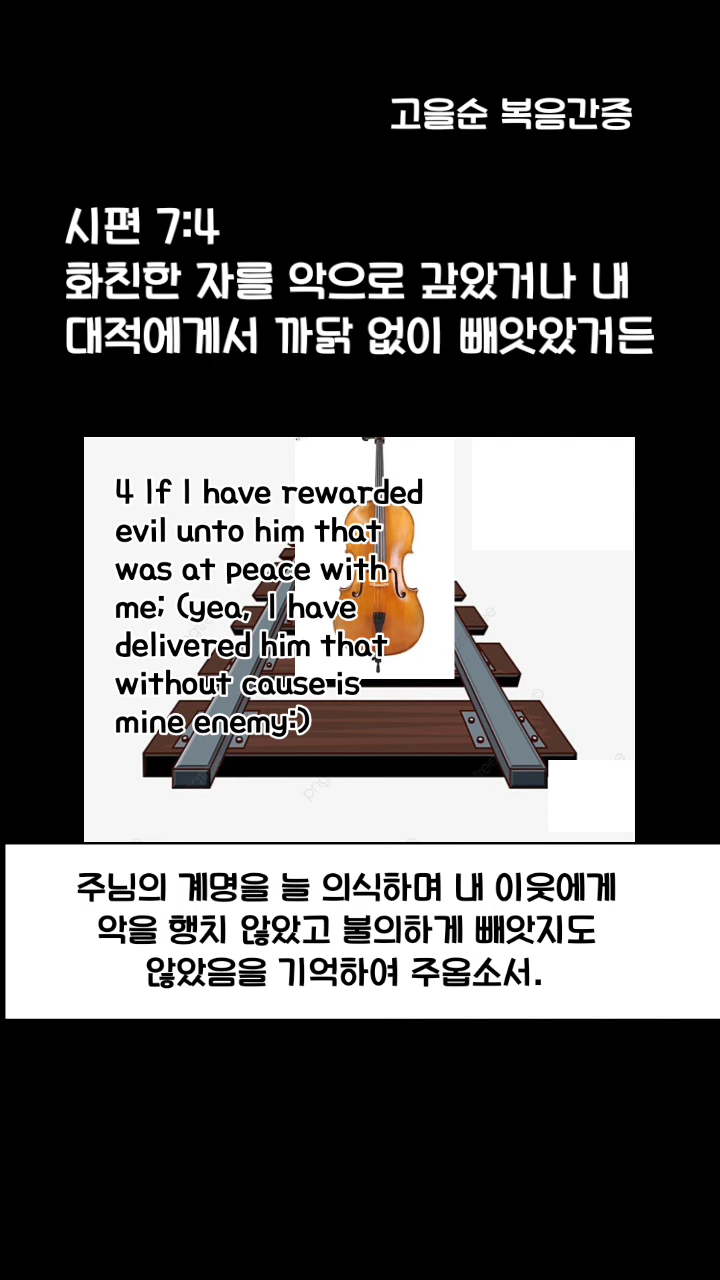 고을순 복음간증
시편 7:4
화친한 자를 악으로 갚았거나 내
대적에게서 까닭 없이 빼앗았거든
4 If I have rewarded
evil unto him that
was at peace with
me; (yea, I have
delivered him that
without cause is
mine enemy:)
주님의 계명을 늘 의식하며 내 이웃에게
악을 행치 않았고 불의하게 빼앗지도
않았음을 기억하여 주옵소서.